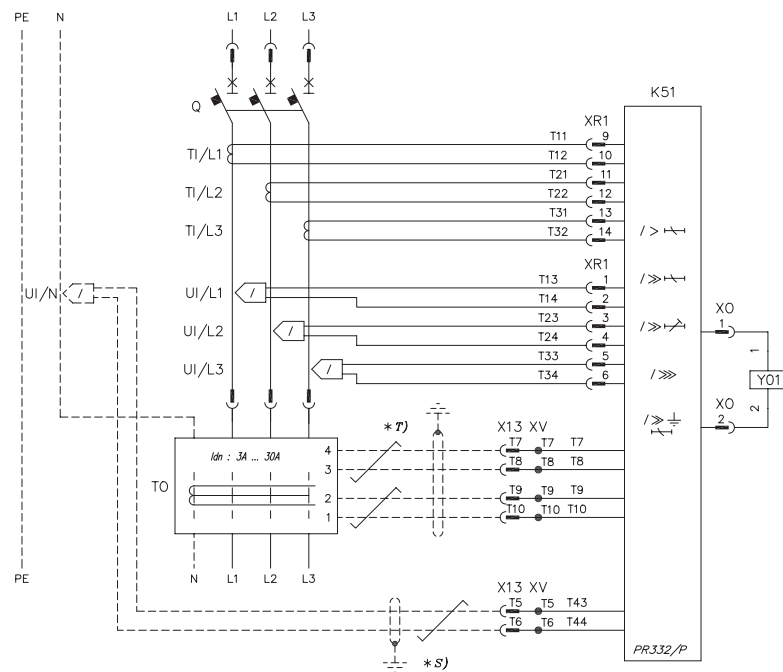 PE N L1 L2 L3
K51
Q
XR1
T11 9
TI/L1 T12 10
T21 11
TI/L2 T22 12
T31 13
TI/L3 T32 14
/>
XR1
UI/N / UI/L1 / T13 1 />>
T14 2
UI/L2 / T23 3 />>
T24 4
UI/L3 / T33 5
T34 6 />>>
XO
1 1
Y01
XO
2 2
/>>
*T) X13 XV
Idn : 3A ... 30A 4 T7 T7 T7
3 T8 T8 T8
TO 2 T9 T9 T9
1 T10 T10 T10
PE N L1 L2 L3
X13 XV
T5 T5 T43
T6 T6 T44
*S) PR332/P